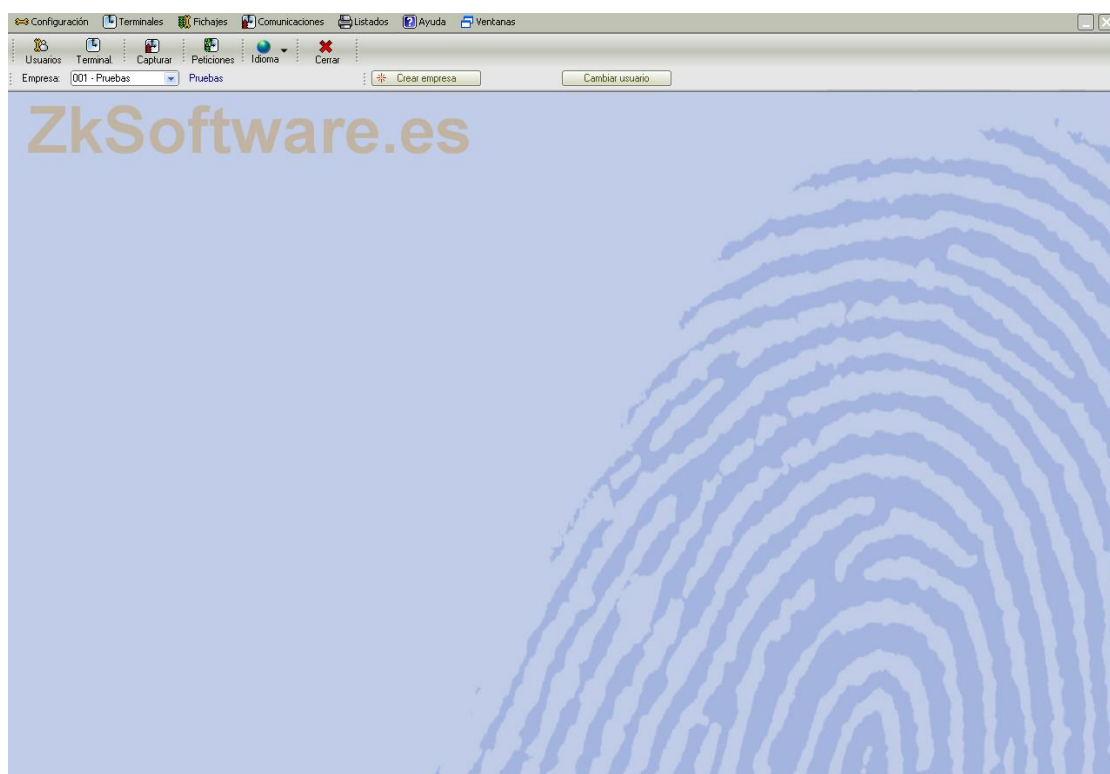 Configuración Terminales Fichajes Comunicaciones Listados Ayuda Ventanas
Usuarios Terminal Capturar Peticiones Idioma Cerrar
Empresa: 001 - Pruebas Pruebas Crear empresa Cambiar usuario
ZkSoftware.es